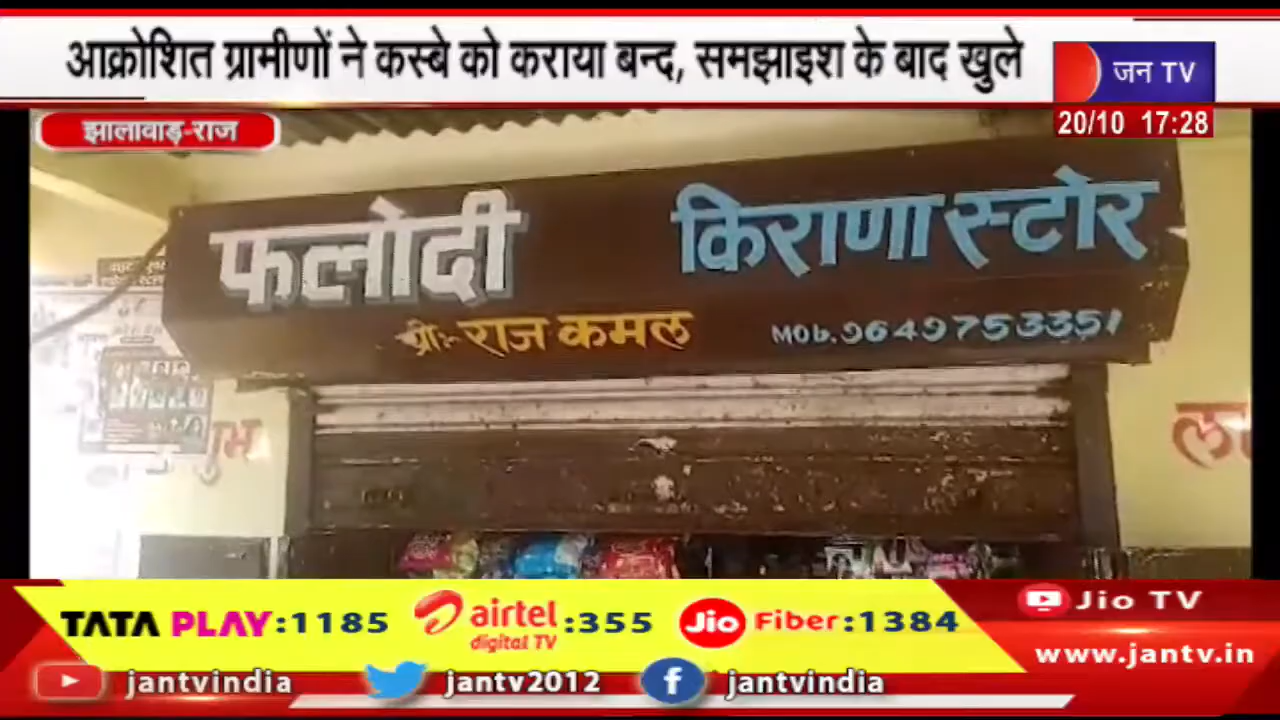 आक्रोशित ग्रामीणों ने कस्बे को कराया बन्द, समझाइश के बाद खुले
जन TV
20/10 17:28
झालावाड़-राज
फलोदी किराणा स्टोर
प्रो:- राज कमल MOb. 9649753351
TATA PLAY:1185 airtel digital TV :355 Jio Fiber:1384
Jio TV
www.jantv.in
jantvindia jantv2012 jantvindia